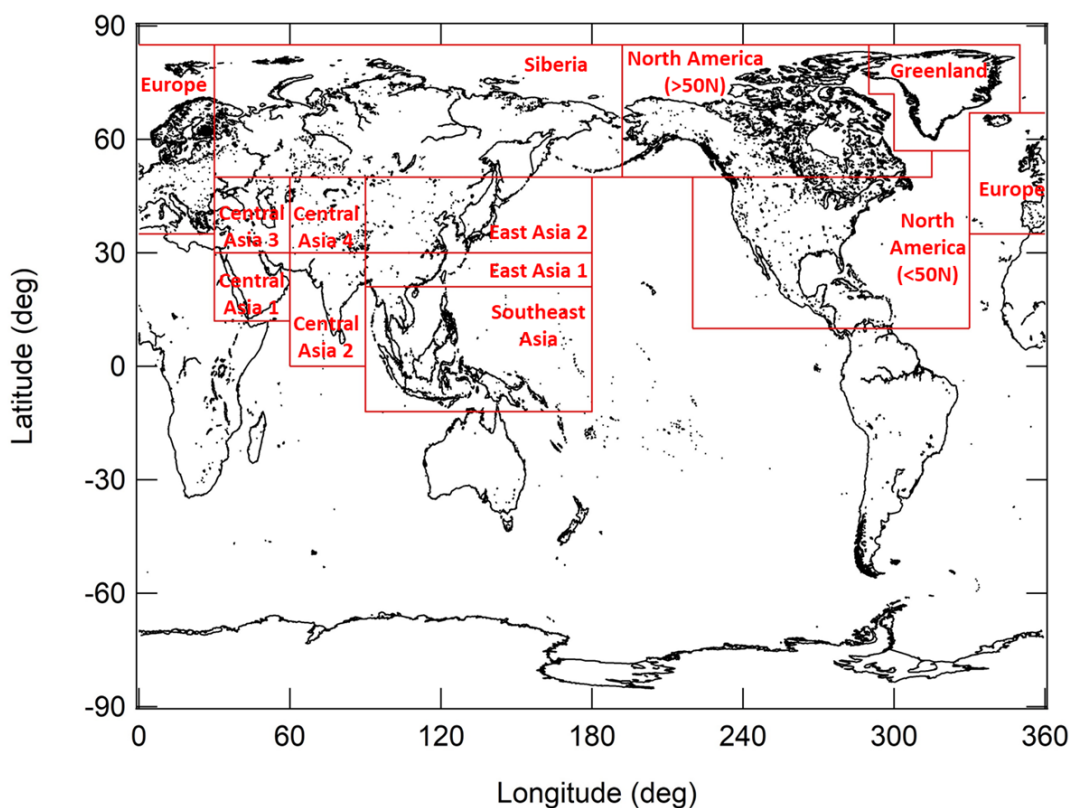 90
60
30
0
-30
-60
-90
Latitude (deg)
0
60
120
180
240
300
360
Longitude (deg)
Europe
Siberia
North America
(>50N)
Greenland
Central
Asia 3
Central
Asia 4
East Asia 2
East Asia 1
Central
Asia 1
Central
Asia 2
Southeast
Asia
North
America
(<50N)
Europe